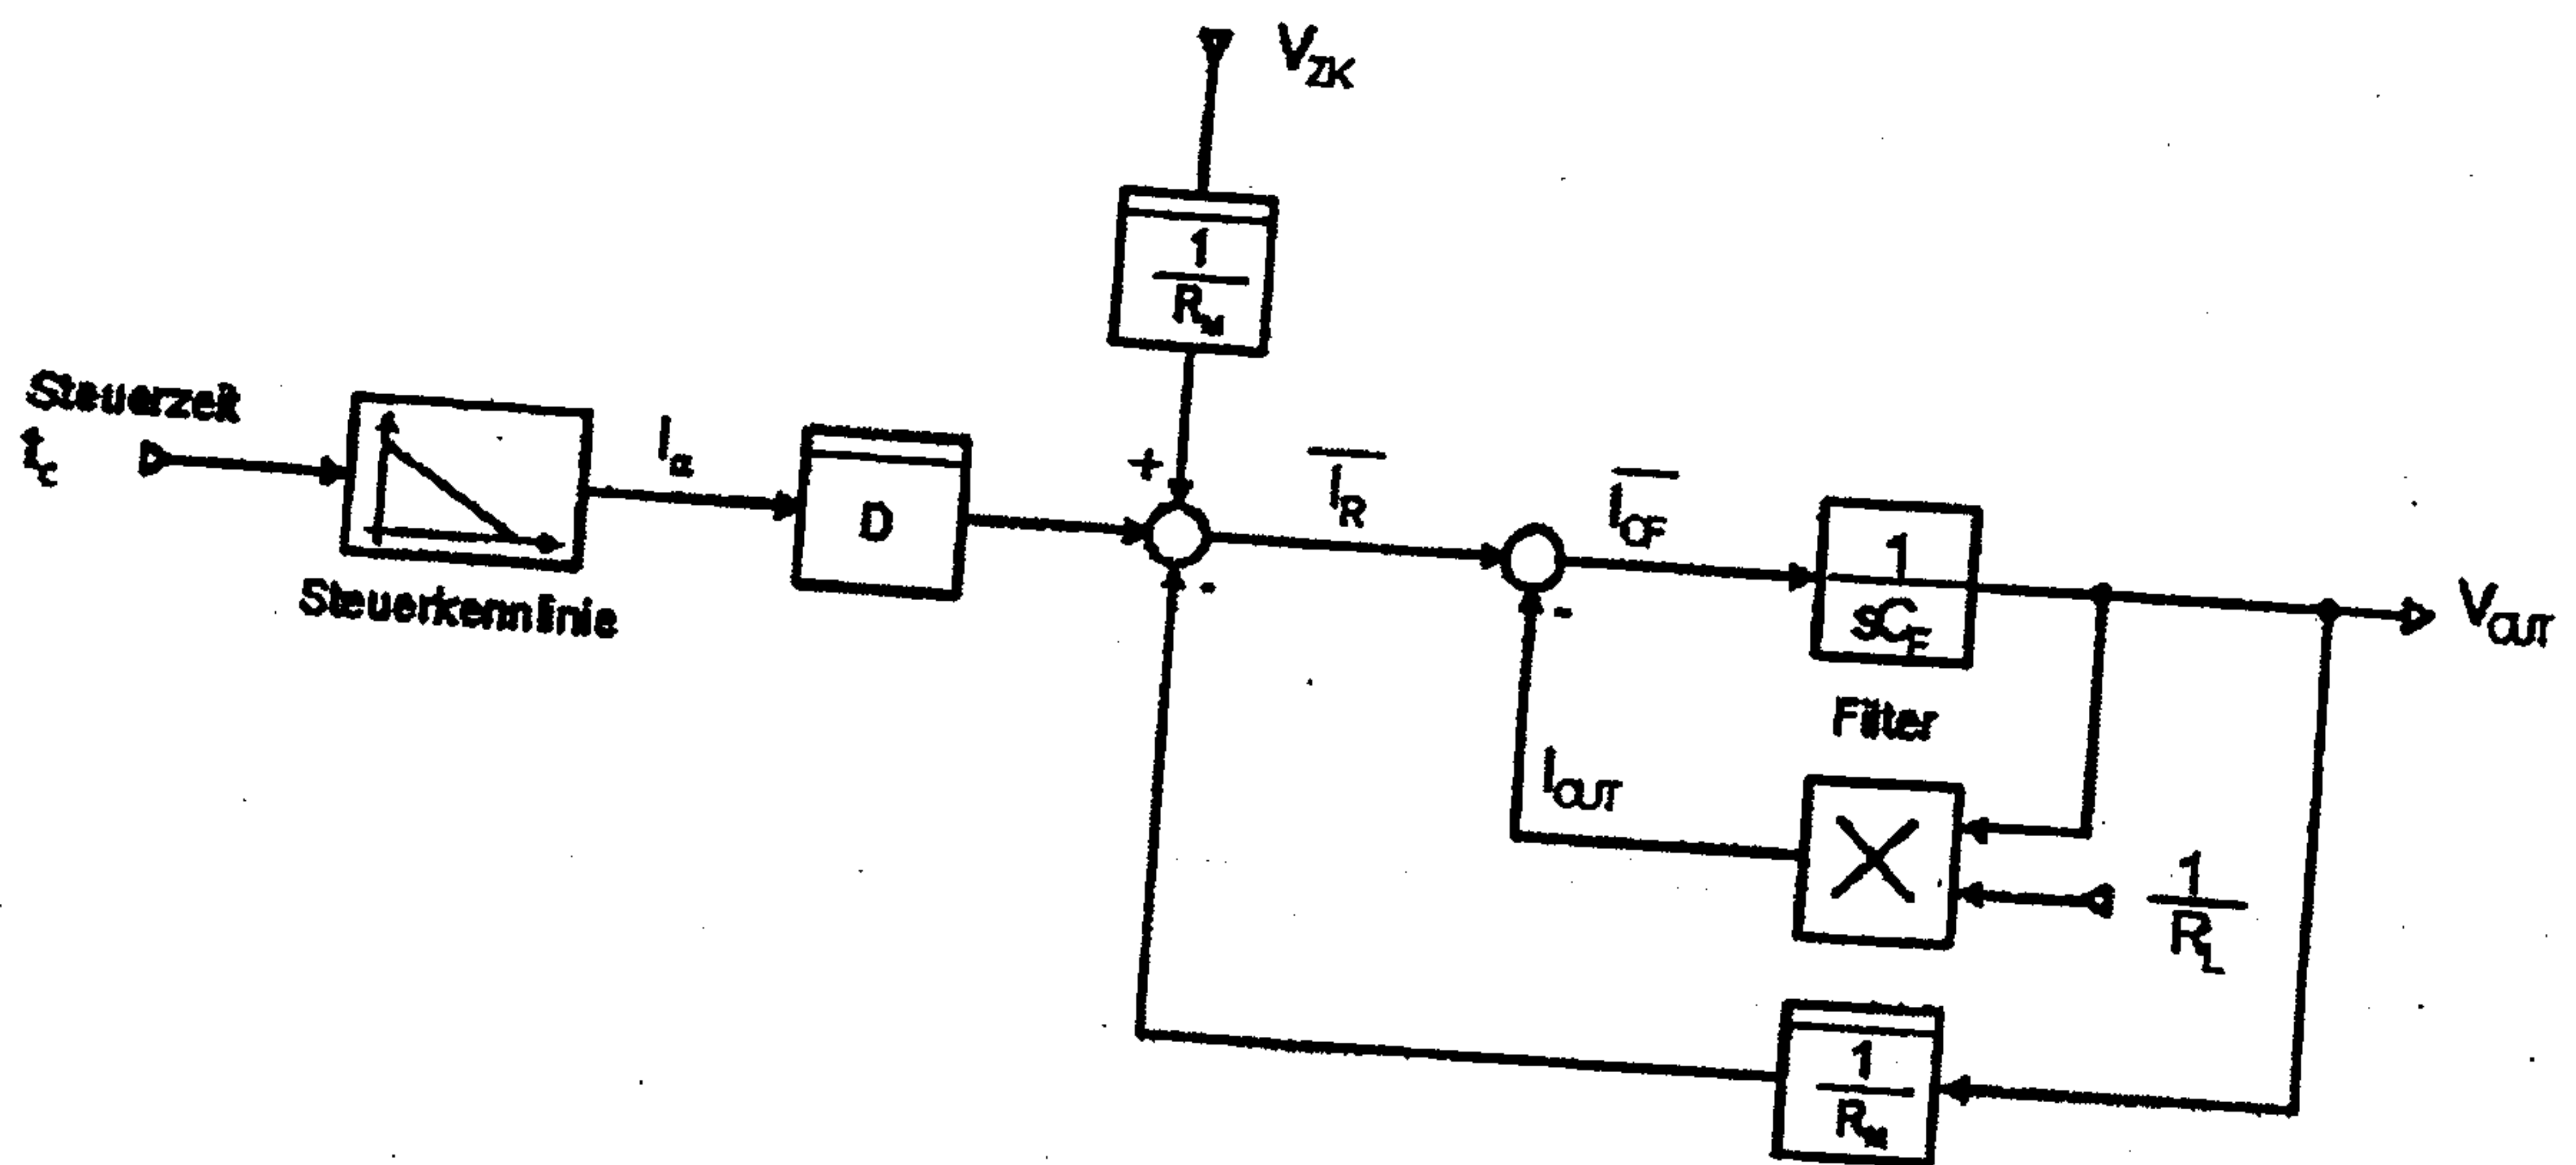 V_ZK
1
R_M
Steuerzeit
t_c
I_α
D
+
-
I_R
I_CF
-
1
sC_F
V_OUT
Steuerkennlinie
Filter
I_OUT
X
1
R_L
1
R_M